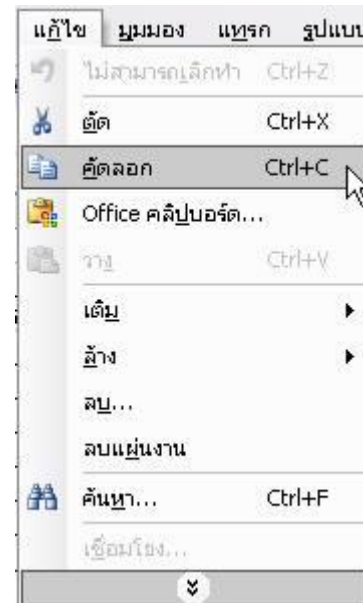 แก้ไข มุมมอง แทรก รูปแบบ
ไม่สามารถเลิกทำ Ctrl+Z
ตัด Ctrl+X
คัดลอก Ctrl+C
Office คลิปบอร์ด...
วาง Ctrl+V
เติม
ล้าง
ลบ...
ลบแผ่นงาน
ค้นหา... Ctrl+F
เชื่อมโยง...